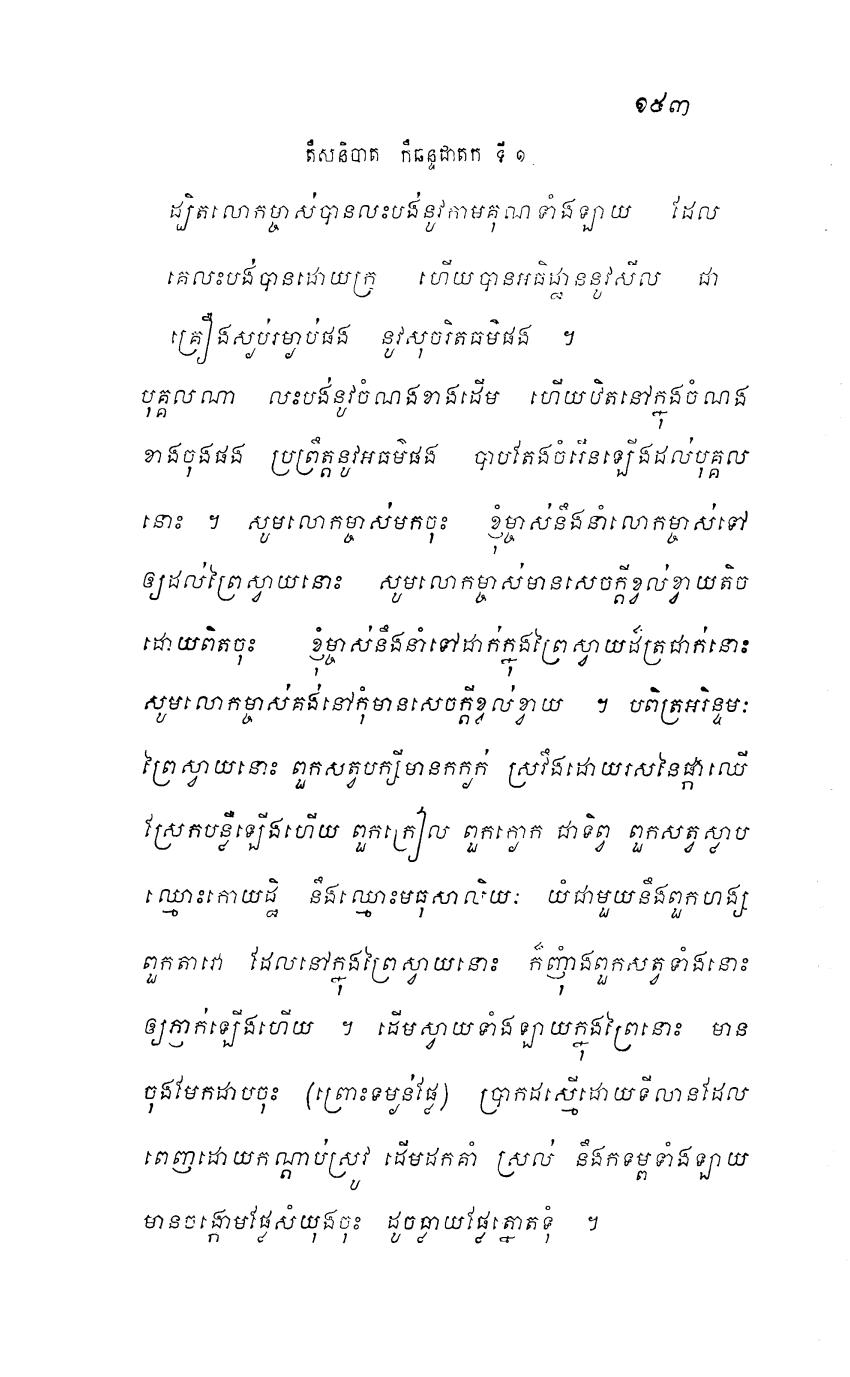 ១៥៣
តឹសនិបាត កឹឆន្ទជាតក ទី ១
ដ្បិតលោកម្ចាស់បានលះបង់នូវកាមគុណទាំងឡាយ ដែល
គេលះបង់បានដោយក្រ ហើយបានអធិដ្ឋាននូវសីល ជា
គ្រឿងស្ងប់រម្ងាប់ផង នូវសុចរិតធម៌ផង ។
បុគ្គលណា លះបង់នូវចំណងខាងដើម ហើយឋិតនៅក្នុងចំណង
ខាងចុងផង ប្រព្រឹត្តនូវអធម៌ផង បាបតែងចំរើនឡើងដល់បុគ្គល
នោះ ។ សូមលោកម្ចាស់មកចុះ ខ្ញុំម្ចាស់នឹងនាំលោកម្ចាស់ទៅ
ឲ្យដល់ព្រៃស្វាយនោះ សូមលោកម្ចាស់មានសេចក្តីខ្វល់ខ្វាយតិច
ដោយពិតចុះ ខ្ញុំម្ចាស់នឹងនាំទៅដាក់ក្នុងព្រៃស្វាយដ៏ត្រជាក់នោះ
សូមលោកម្ចាស់គង់នៅកុំមានសេចក្តីខ្វល់ខ្វាយ ។ បពិត្រអរិន្ទមៈ
ព្រៃស្វាយនោះ ពួកសត្វបក្សីមានកកូក់ ស្រវឹងដោយរសនៃផ្កាឈើ
ស្រែកបន្លឺឡើងហើយ ពួកក្រៀល ពួកក្ងោក ជាទិព្វ ពួកសត្វស្លាប
ឈ្មោះកោយដ្ឋិ នឹងឈ្មោះមធុសាលិយៈ យំជាមួយនឹងពួកហង្ស
ពួកតាវៅ ដែលនៅក្នុងព្រៃស្វាយនោះ ក៏ញុំាងពួកសត្វទាំងនោះ
ឲ្យភ្ញាក់ឡើងហើយ ។ ដើមស្វាយទាំងឡាយក្នុងព្រៃនោះ មាន
ចុងមែកដាបចុះ (ព្រោះទម្ងន់ផ្លែ) ប្រាកដស្មើដោយទីលានដែល
ពេញដោយកណ្តាប់ស្រូវ ដើមដកគាំ ស្រល់ នឹងកទម្ពទាំងឡាយ
មានចង្កោមផ្លែសំយុងចុះ ដូចធ្លាយផ្លែត្នោតទុំ ។